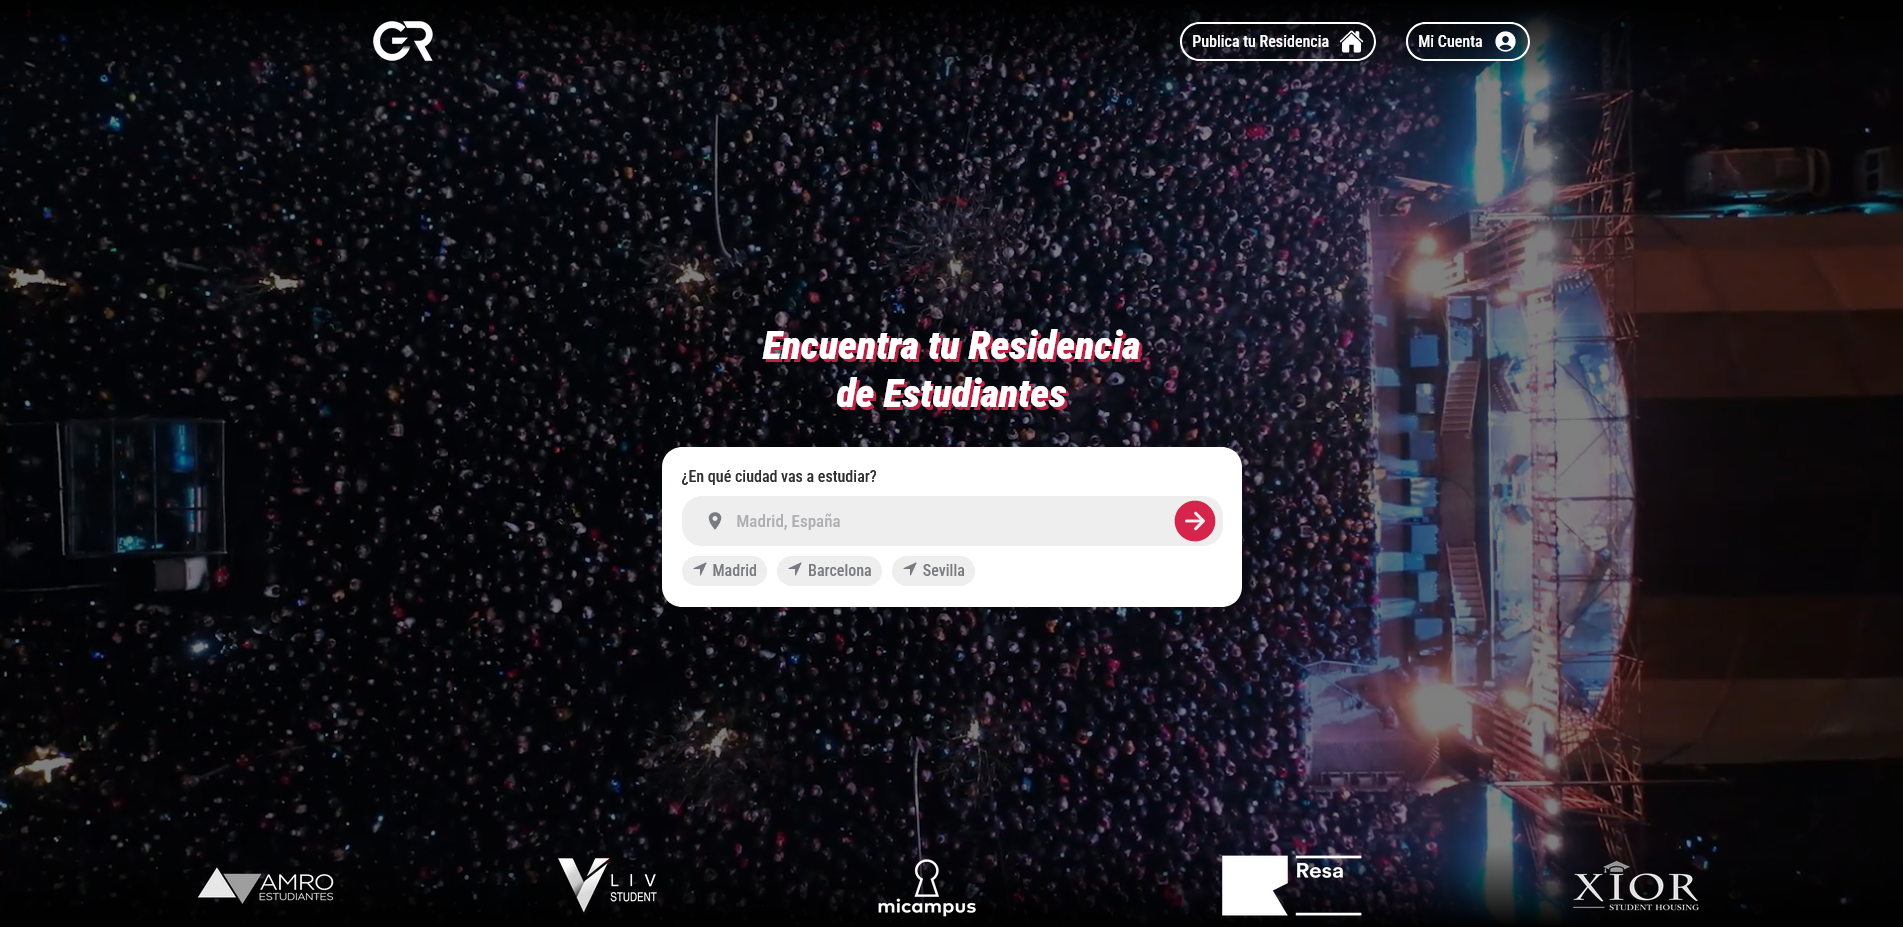 GR
Publica tu Residencia
Mi Cuenta
Encuentra tu Residencia
de Estudiantes
¿En qué ciudad vas a estudiar?
Madrid, España
Madrid
Barcelona
Sevilla
AMRO
ESTUDIANTES
LIV
STUDENT
micampus
Resa
XIOR
STUDENT HOUSING